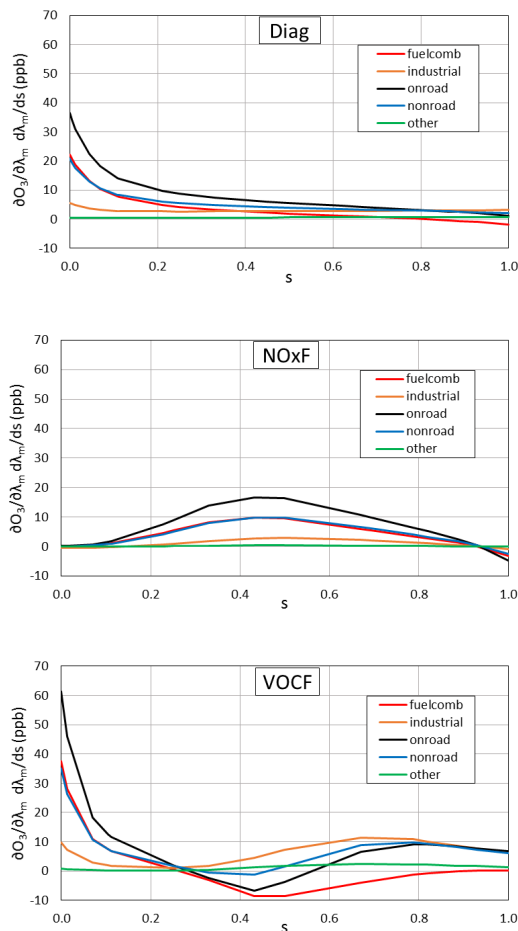 Diag
∂O₃/∂λₘ dλₘ/ds (ppb)
70
60
50
40
30
20
10
0
-10
fuelcomb
industrial
onroad
nonroad
other
0.0 0.2 0.4 0.6 0.8 1.0
s
NOxF
∂O₃/∂λₘ dλₘ/ds (ppb)
70
60
50
40
30
20
10
0
-10
fuelcomb
industrial
onroad
nonroad
other
0.0 0.2 0.4 0.6 0.8 1.0
s
VOCF
∂O₃/∂λₘ dλₘ/ds (ppb)
70
60
50
40
30
20
10
0
-10
fuelcomb
industrial
onroad
nonroad
other
0.0 0.2 0.4 0.6 0.8 1.0
s